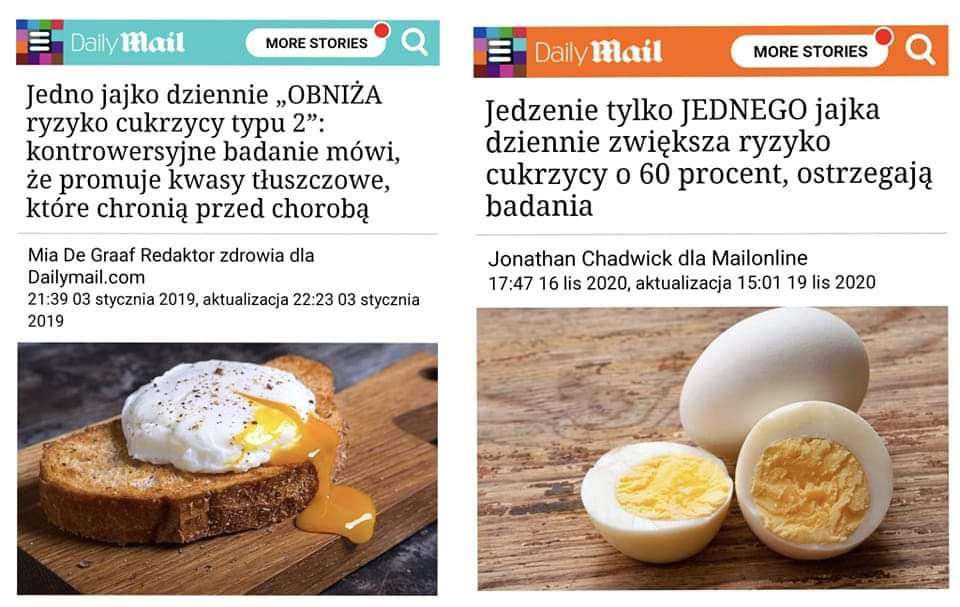 Daily Mail
MORE STORIES
Jedno jajko dziennie „OBNIŻA
ryzyko cukrzycy typu 2”:
kontrowersyjne badanie mówi,
że promuje kwasy tłuszczowe,
które chronią przed chorobą
Mia De Graaf Redaktor zdrowia dla
Dailymail.com
21:39 03 stycznia 2019, aktualizacja 22:23 03 stycznia
2019
Daily Mail
MORE STORIES
Jedzenie tylko JEDNEGO jajka
dziennie zwiększa ryzyko
cukrzycy o 60 procent, ostrzegają
badania
Jonathan Chadwick dla Mailonline
17:47 16 lis 2020, aktualizacja 15:01 19 lis 2020